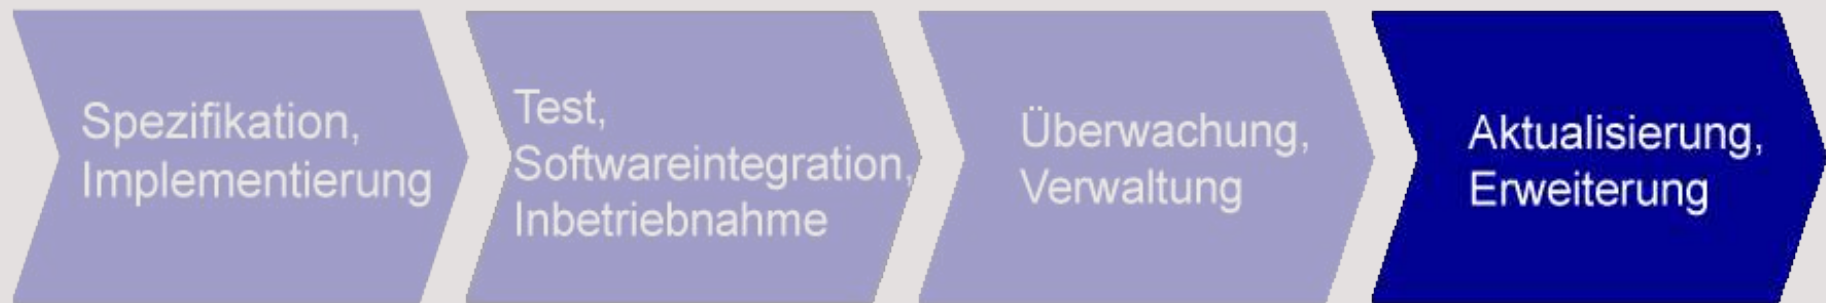 Spezifikation,
Implementierung
Test,
Softwareintegration,
Inbetriebnahme
Überwachung,
Verwaltung
Aktualisierung,
Erweiterung